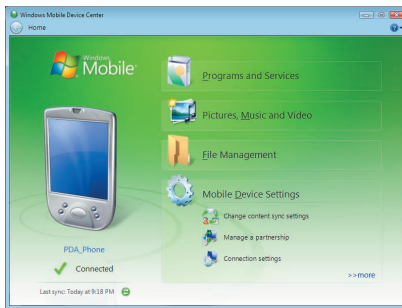 Windows Mobile Device Center
Home
Windows
Mobile
Programs and Services
Pictures, Music and Video
File Management
Mobile Device Settings
Change content sync settings
Manage a partnership
Connection settings
>>more
PDA_Phone
Connected
Last sync: Today at 9:18 PM